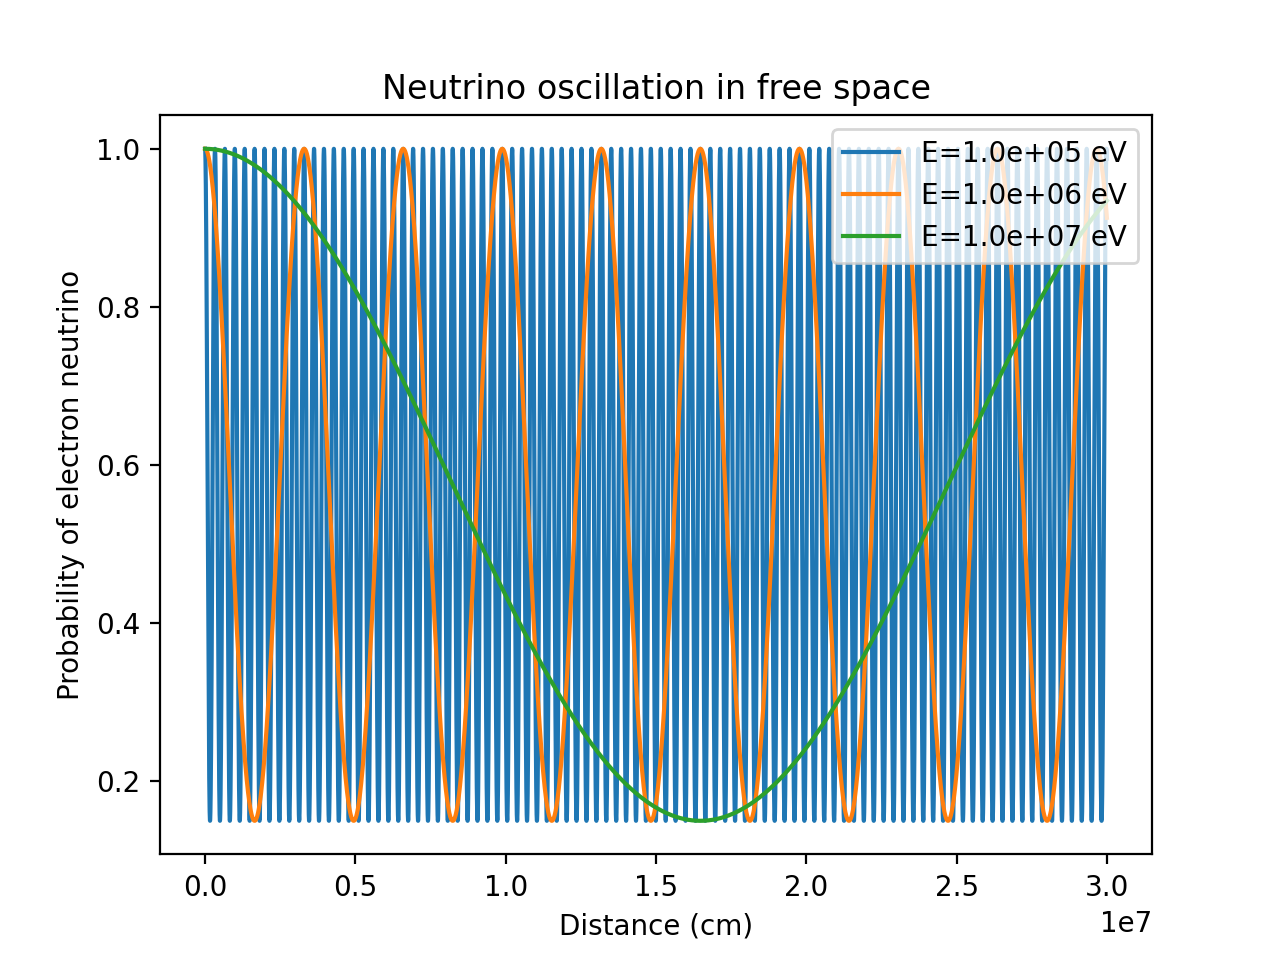 Neutrino oscillation in free space
E=1.0e+05 eV
E=1.0e+06 eV
E=1.0e+07 eV
Probability of electron neutrino
1.0
0.8
0.6
0.4
0.2
0.0 0.5 1.0 1.5 2.0 2.5 3.0
1e7
Distance (cm)